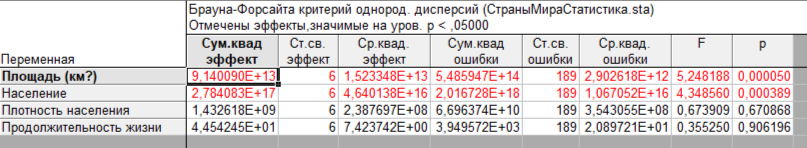 Брауна-Форсайта критерий однород. дисперсий (СтраныМираСтатистика.sta)
Отмечены эффекты,значимые на уров. p < ,05000
Переменная Сум.квад эффект Ст.св. эффект Ср.квад. эффект Сум.квад ошибки Ст.св. ошибки Ср.квад. ошибки F p
Площадь (км?) 9,140090E+13 6 1,523348E+13 5,485947E+14 189 2,902618E+12 5,248188 0,000050
Население 2,784083E+17 6 4,640138E+16 2,016728E+18 189 1,067052E+16 4,348560 0,000389
Плотность населения 1,432618E+09 6 2,387697E+08 6,696374E+10 189 3,543055E+08 0,673909 0,670868
Продолжительность жизни 4,454245E+01 6 7,423742E+00 3,949572E+03 189 2,089721E+01 0,355250 0,906196